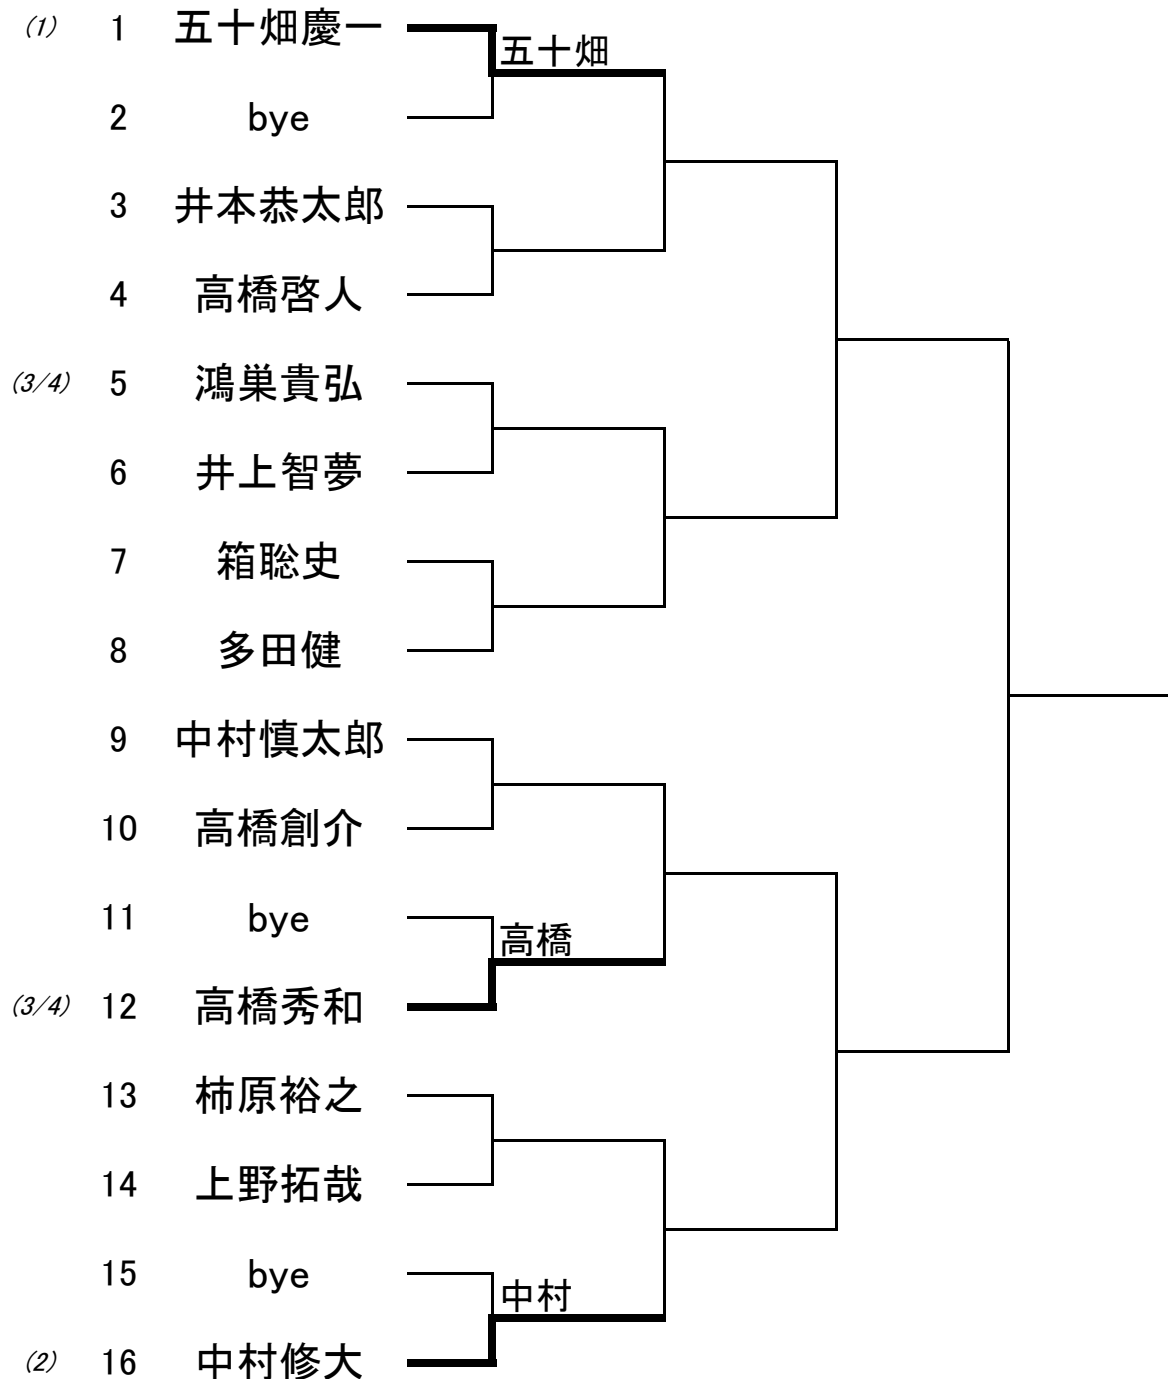 (1) 1 五十畑慶一
五十畑
2 bye
3 井本恭太郎
4 高橋啓人
(3/4) 5 鴻巣貴弘
6 井上智夢
7 箱聡史
8 多田健
9 中村慎太郎
10 高橋創介
11 bye
高橋
(3/4) 12 高橋秀和
13 柿原裕之
14 上野拓哉
15 bye
中村
(2) 16 中村修大